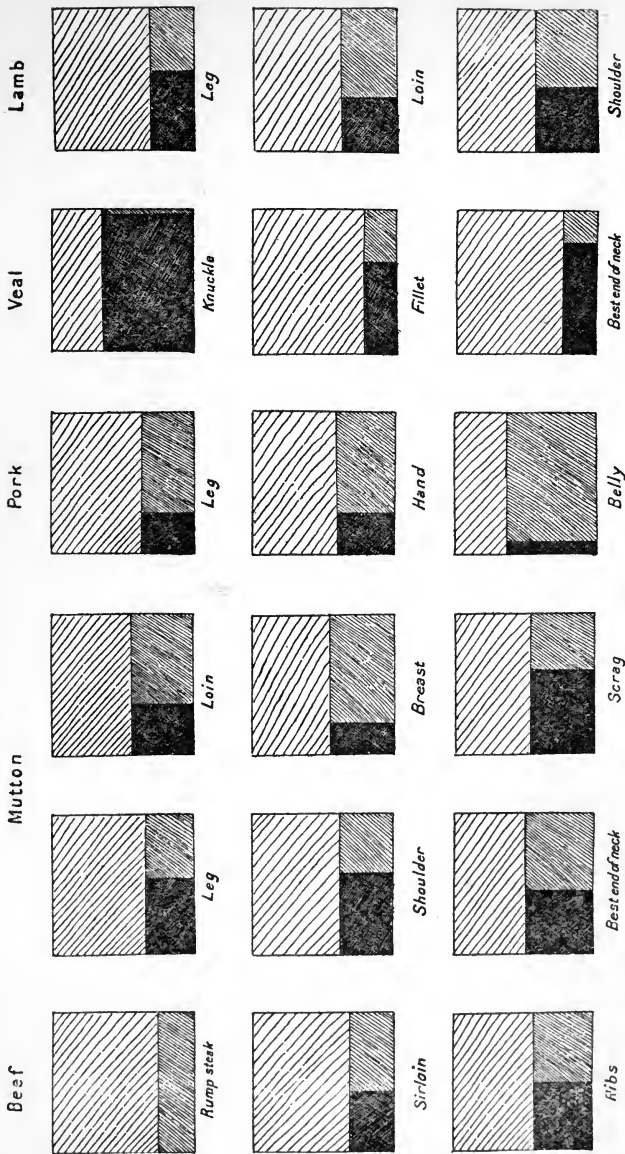 Beef
Mutton
Pork
Veal
Lamb
Rump steak
Leg
Loin
Leg
Knuckle
Leg
Sirloin
Shoulder
Breast
Hand
Fillet
Loin
Ribs
Best end of neck
Scrag
Belly
Best end of neck
Shoulder